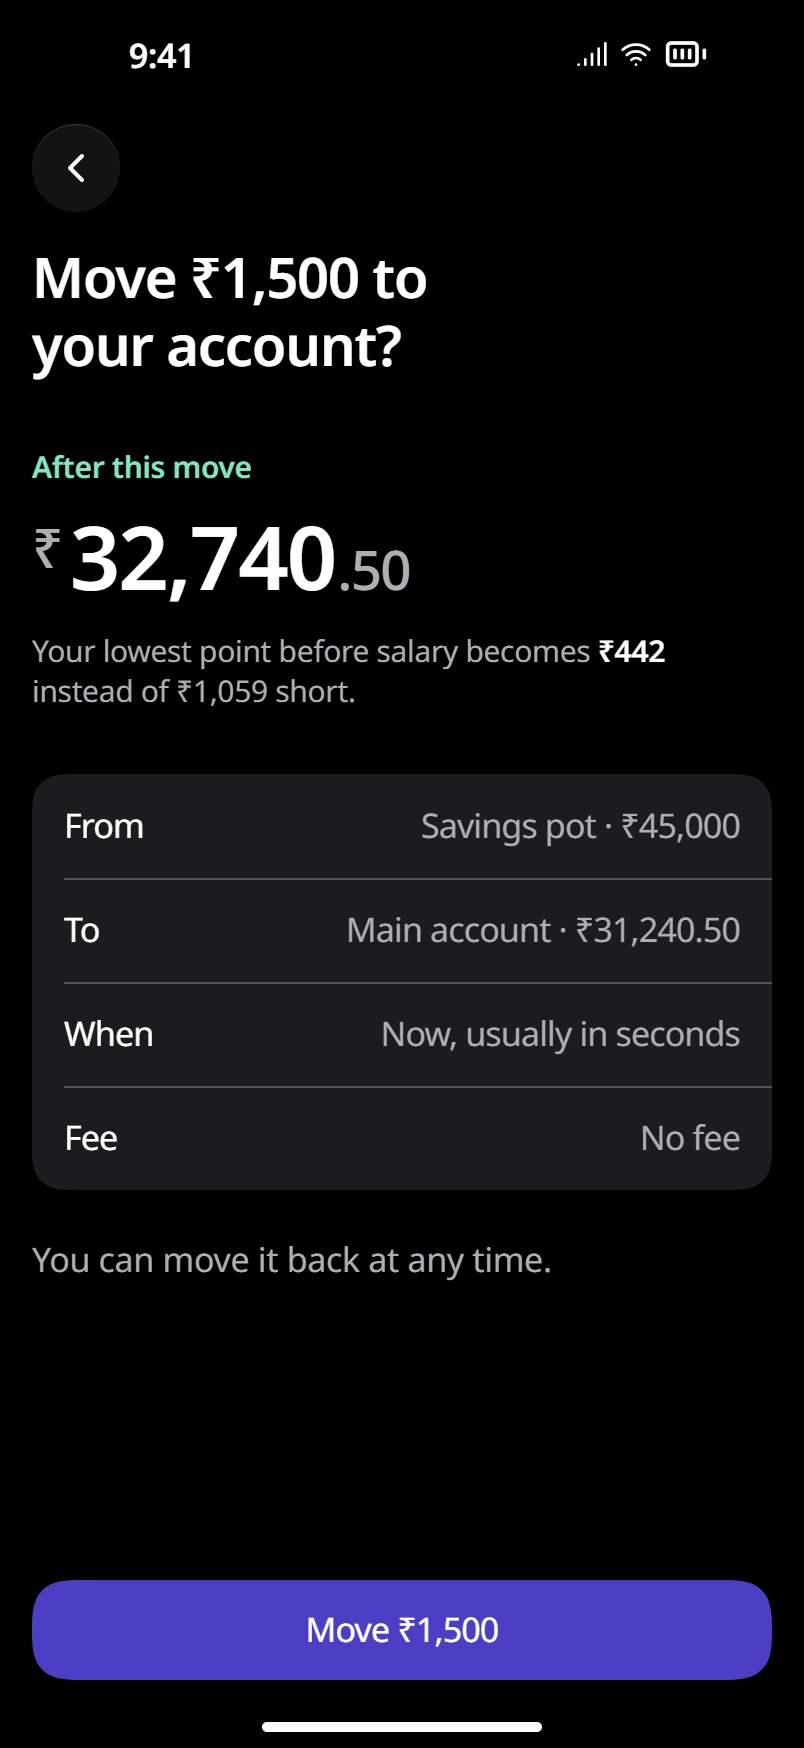 9:41
Move ₹1,500 to
your account?
After this move
₹32,740.50
Your lowest point before salary becomes ₹442
instead of ₹1,059 short.
From Savings pot · ₹45,000
To Main account · ₹31,240.50
When Now, usually in seconds
Fee No fee
You can move it back at any time.
Move ₹1,500